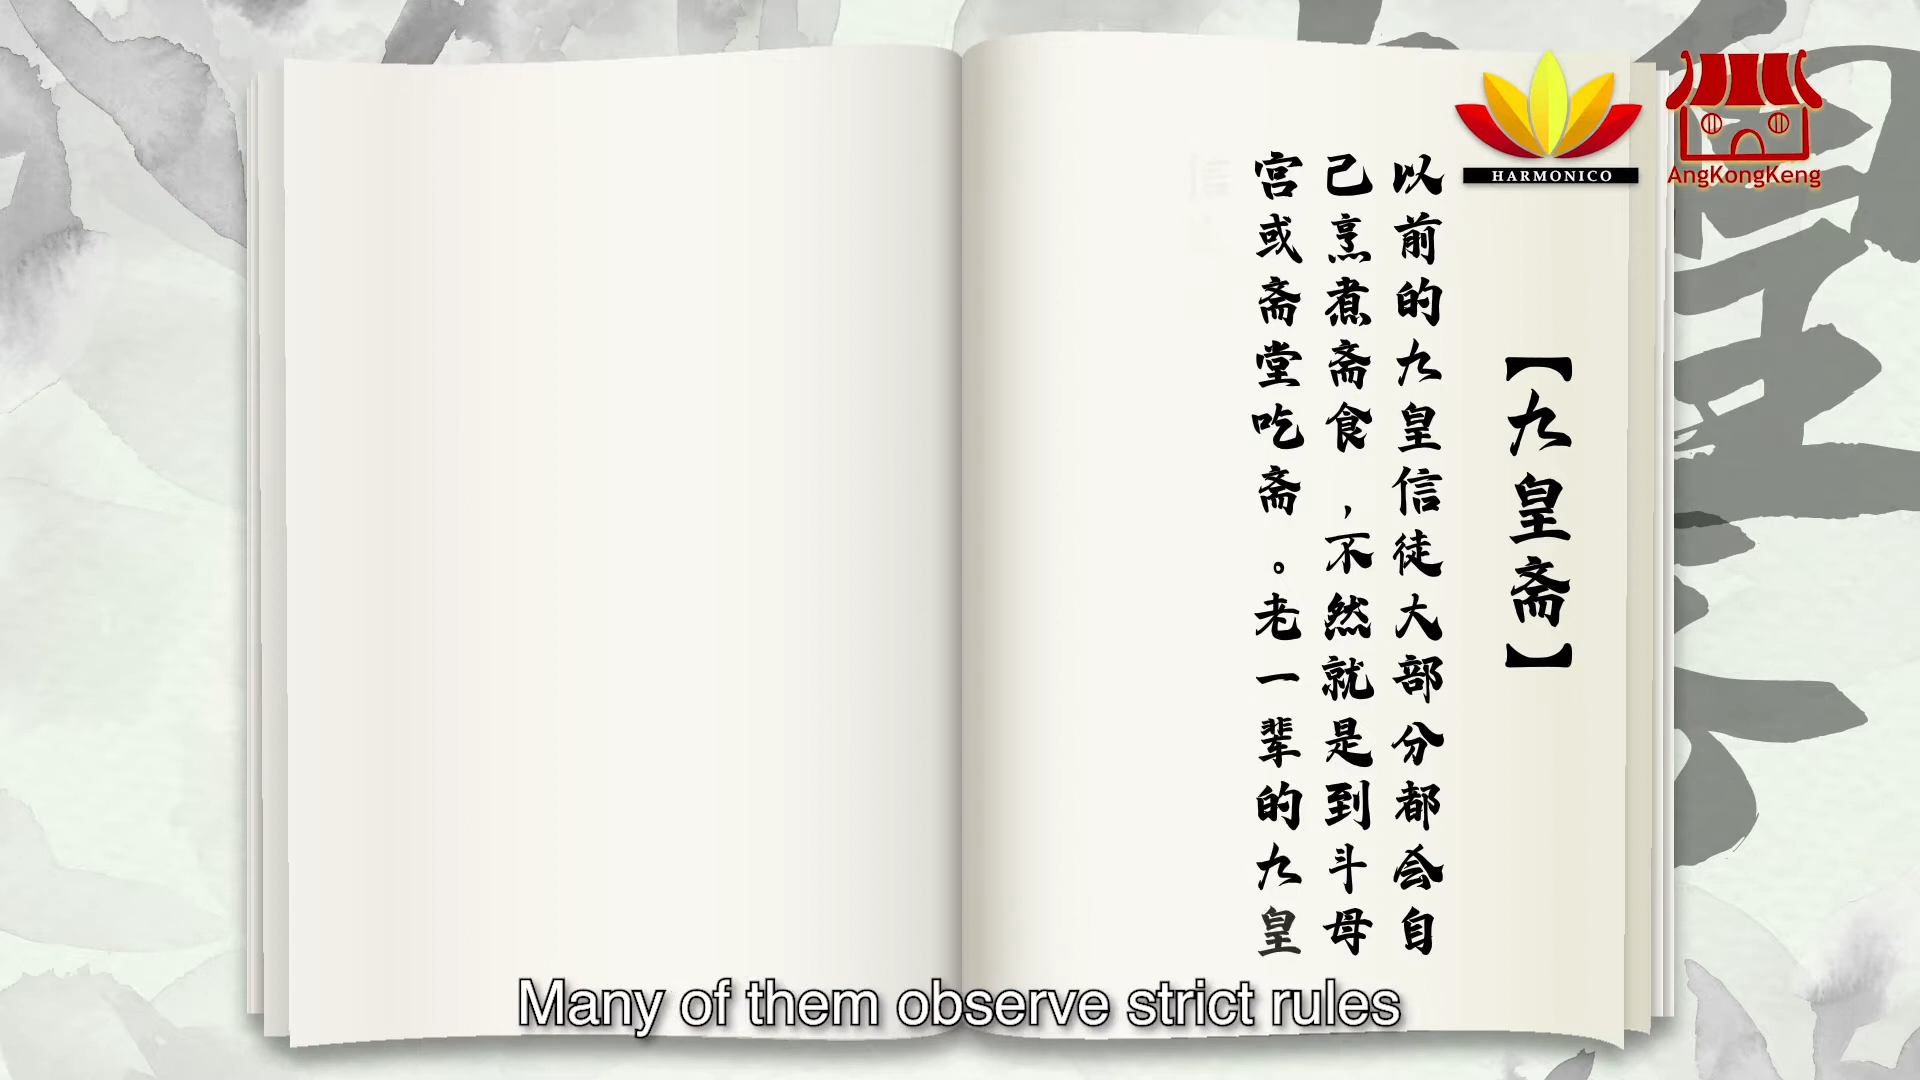 【九皇斋】
以前的九皇信徒大部分都会自
己烹煮斋食，不然就是到斗母
宫或斋堂吃斋。老一辈的九皇
HARMONICO
AngKongKeng
Many of them observe strict rules